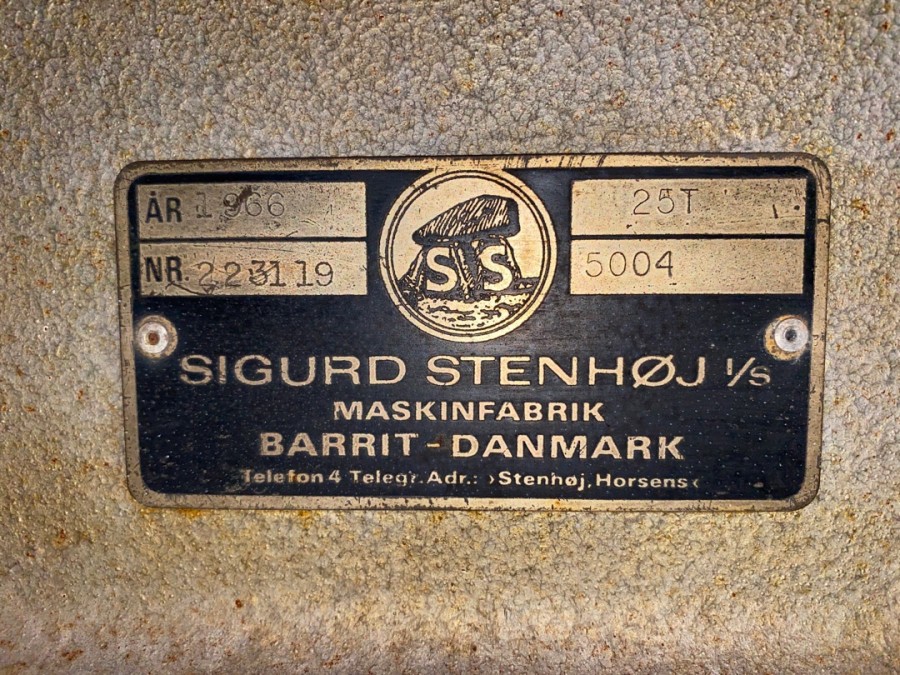 ÅR 1966
NR. 223119
SS
25T
5004
SIGURD STENHØJ I/S
MASKINFABRIK
BARRIT - DANMARK
Telefon 4 Telegr. Adr.: ›Stenhøj, Horsens‹